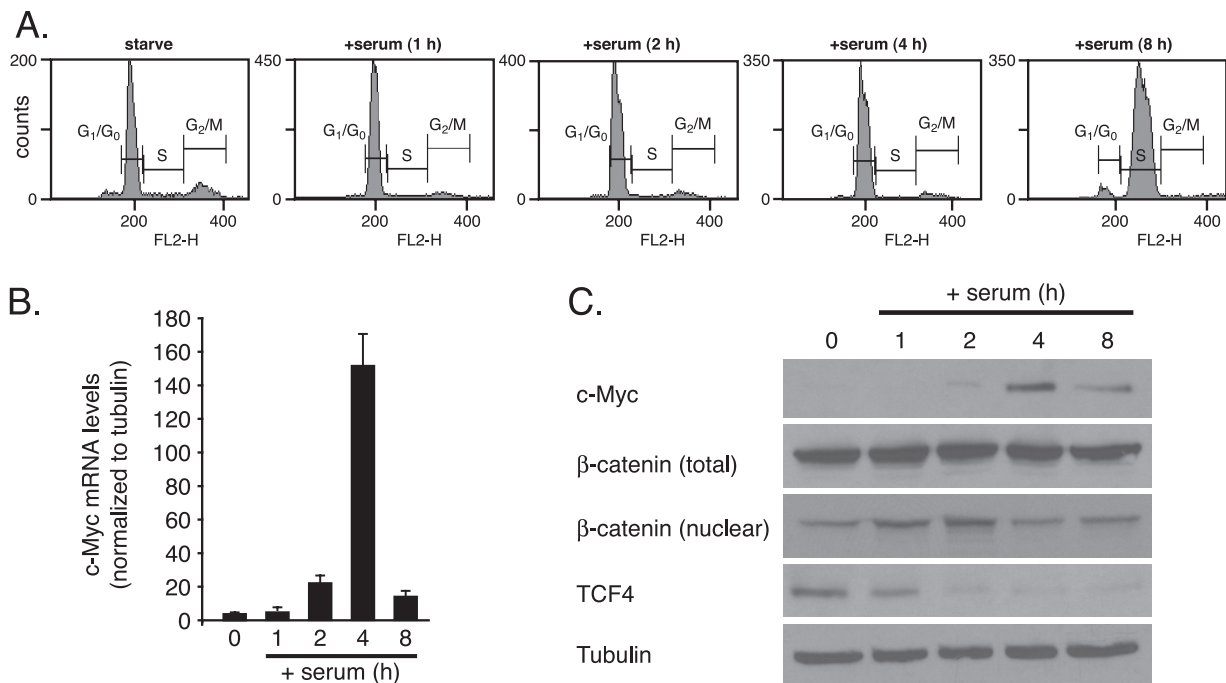 A.
starve
+serum (1 h)
+serum (2 h)
+serum (4 h)
+serum (8 h)
counts
200
100
0
G1/G0
S
G2/M
200
400
FL2-H
450
0
G1/G0
S
G2/M
200
400
FL2-H
400
0
G1/G0
S
G2/M
200
400
FL2-H
350
0
G1/G0
S
G2/M
200
400
FL2-H
350
0
G1/G0
S
G2/M
200
400
FL2-H
B.
c-Myc mRNA levels
(normalized to tubulin)
180
160
140
120
100
80
60
40
20
0
0 1 2 4 8
+ serum (h)
C.
+ serum (h)
0 1 2 4 8
c-Myc
β-catenin (total)
β-catenin (nuclear)
TCF4
Tubulin